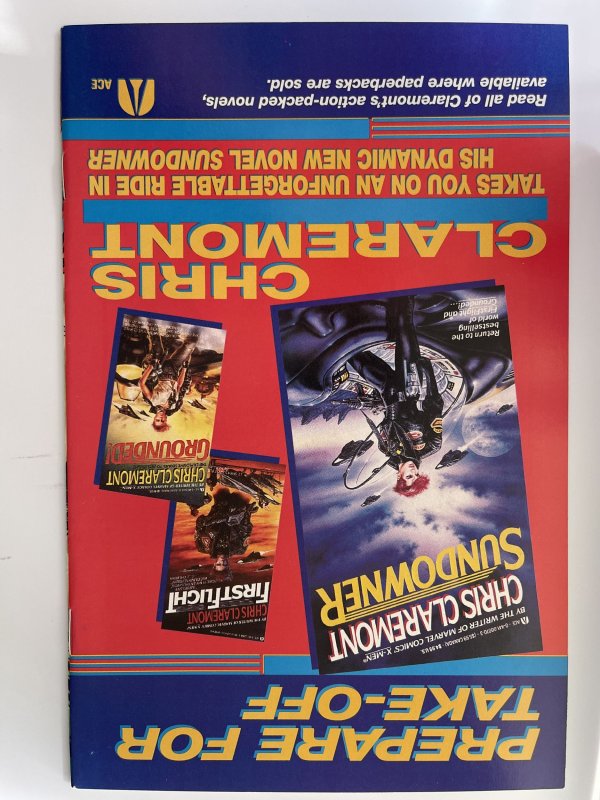 PREPARE FOR
TAKE-OFF
BY THE WRITER OF MARVEL COMICS' X-MEN®
CHRIS CLAREMONT
SUNDOWNER
Return to the
bestselling
world of
FirstFlight and
Grounded!...
CHRIS CLAREMONT
FIRSTFLIGHT
CHRIS CLAREMONT
GROUNDED!
CHRIS
CLAREMONT
TAKES YOU ON AN UNFORGETTABLE RIDE IN
HIS DYNAMIC NEW NOVEL SUNDOWNER
Read all of Claremont's action-packed novels,
available where paperbacks are sold.
ACE